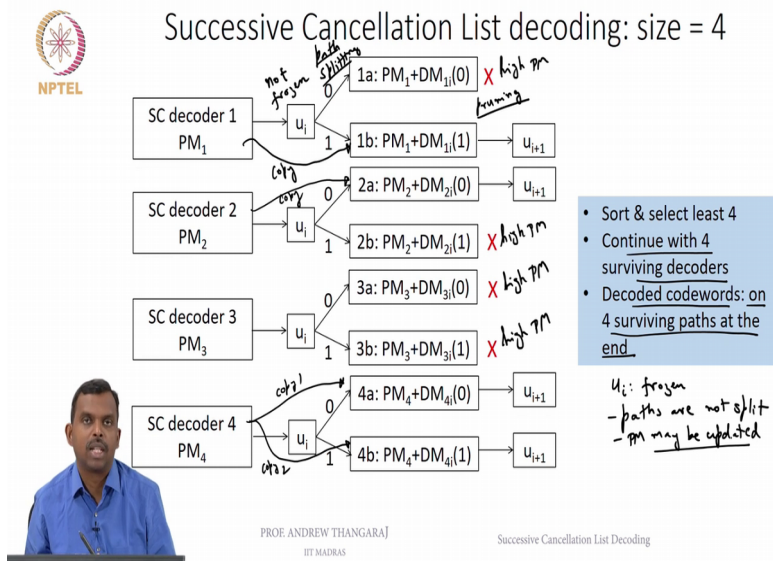 Successive Cancellation List decoding: size = 4
NPTEL
not frozen
path splitting
SC decoder 1
PM1
ui
0
1
1a: PM1+DM1i(0)
X high PM
pruning
1b: PM1+DM1i(1)
ui+1
copy
SC decoder 2
PM2
copy
ui
0
1
2a: PM2+DM2i(0)
ui+1
2b: PM2+DM2i(1)
X high PM
SC decoder 3
PM3
ui
0
1
3a: PM3+DM3i(0)
X high PM
3b: PM3+DM3i(1)
X high PM
SC decoder 4
PM4
copy1
copy2
ui
0
1
4a: PM4+DM4i(0)
ui+1
4b: PM4+DM4i(1)
ui+1
• Sort & select least 4
• Continue with 4
surviving decoders
• Decoded codewords: on
4 surviving paths at the
end
ui: frozen
- paths are not split
- PM may be updated
PROF. ANDREW THANGARAJ
IIT MADRAS
Successive Cancellation List Decoding